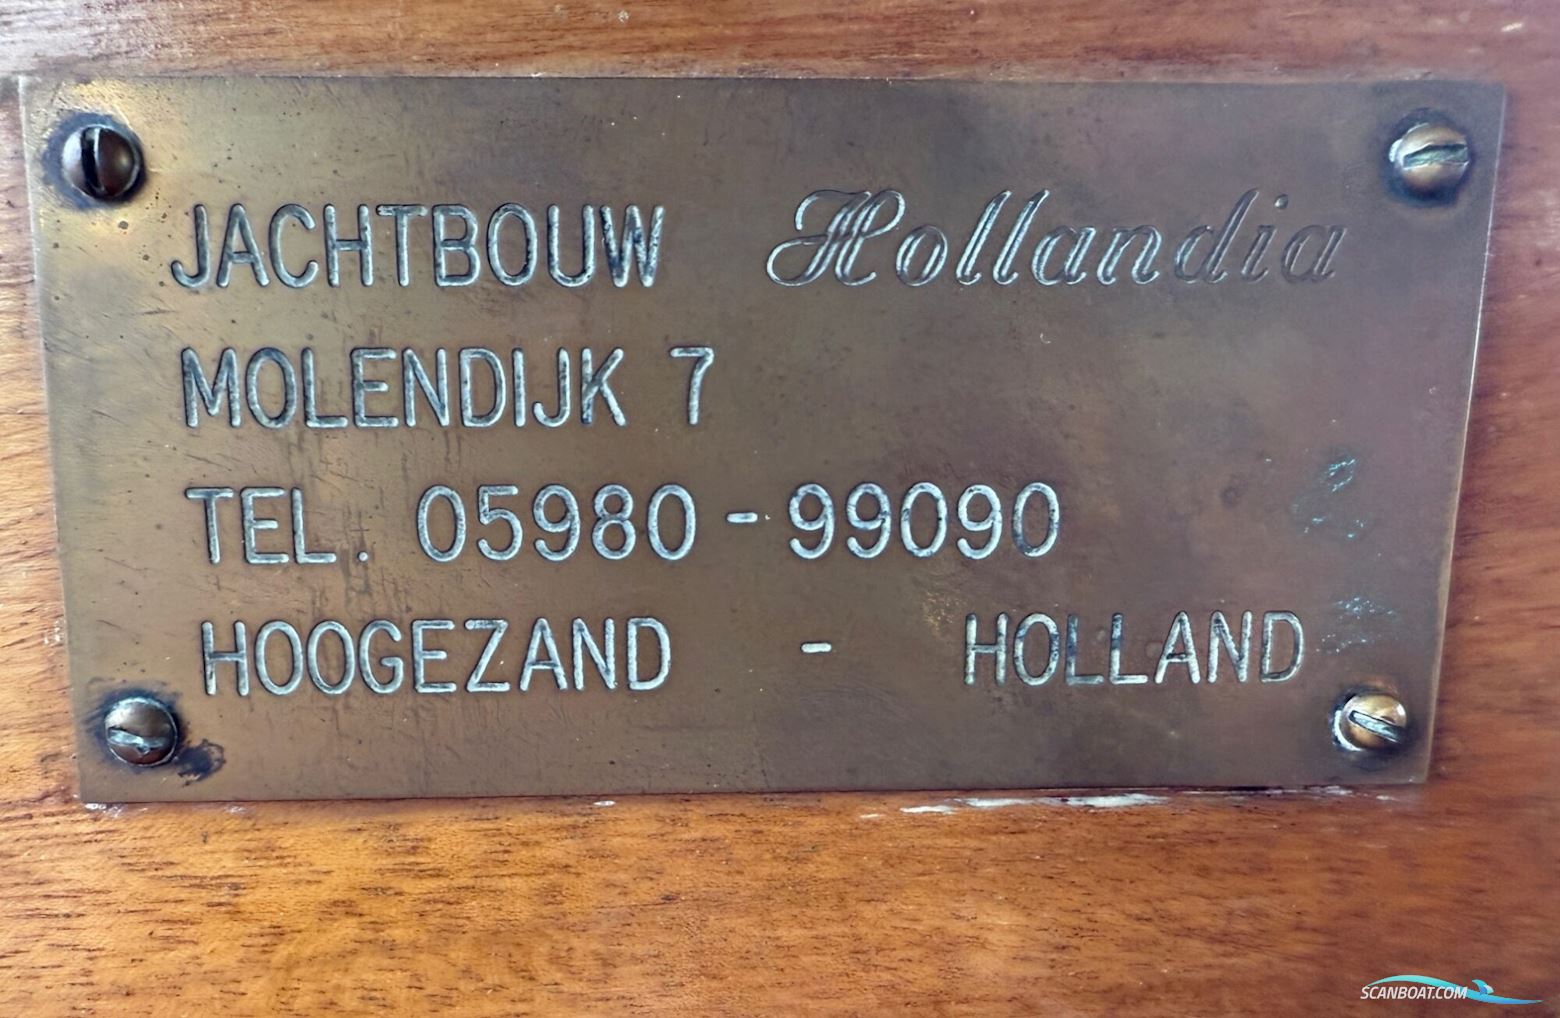 JACHTBOUW Hollandia
MOLENDIJK 7
TEL. 05980-99090
HOOGEZAND - HOLLAND
SCANBOAT.COM